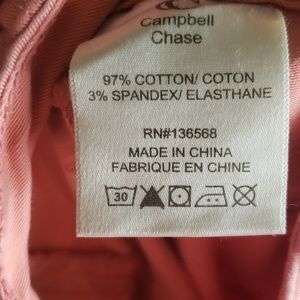 Campbell
Chase
97% COTTON/ COTON
3% SPANDEX/ ELASTHANE
RN#136568
MADE IN CHINA
FABRIQUE EN CHINE
30